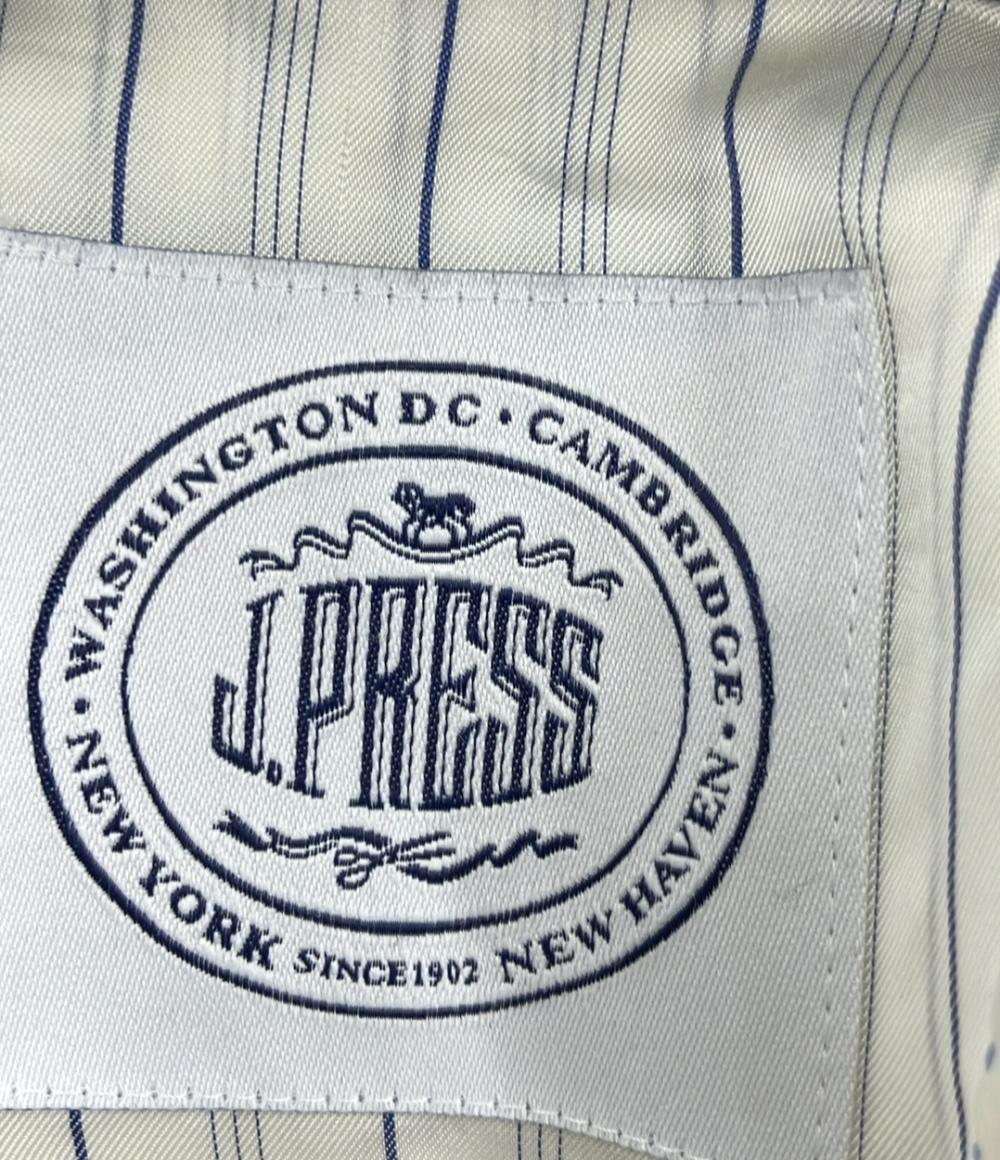 WASHINGTON DC • CAMBRIDGE •
J.PRESS
• NEW YORK SINCE 1902 NEW HAVEN